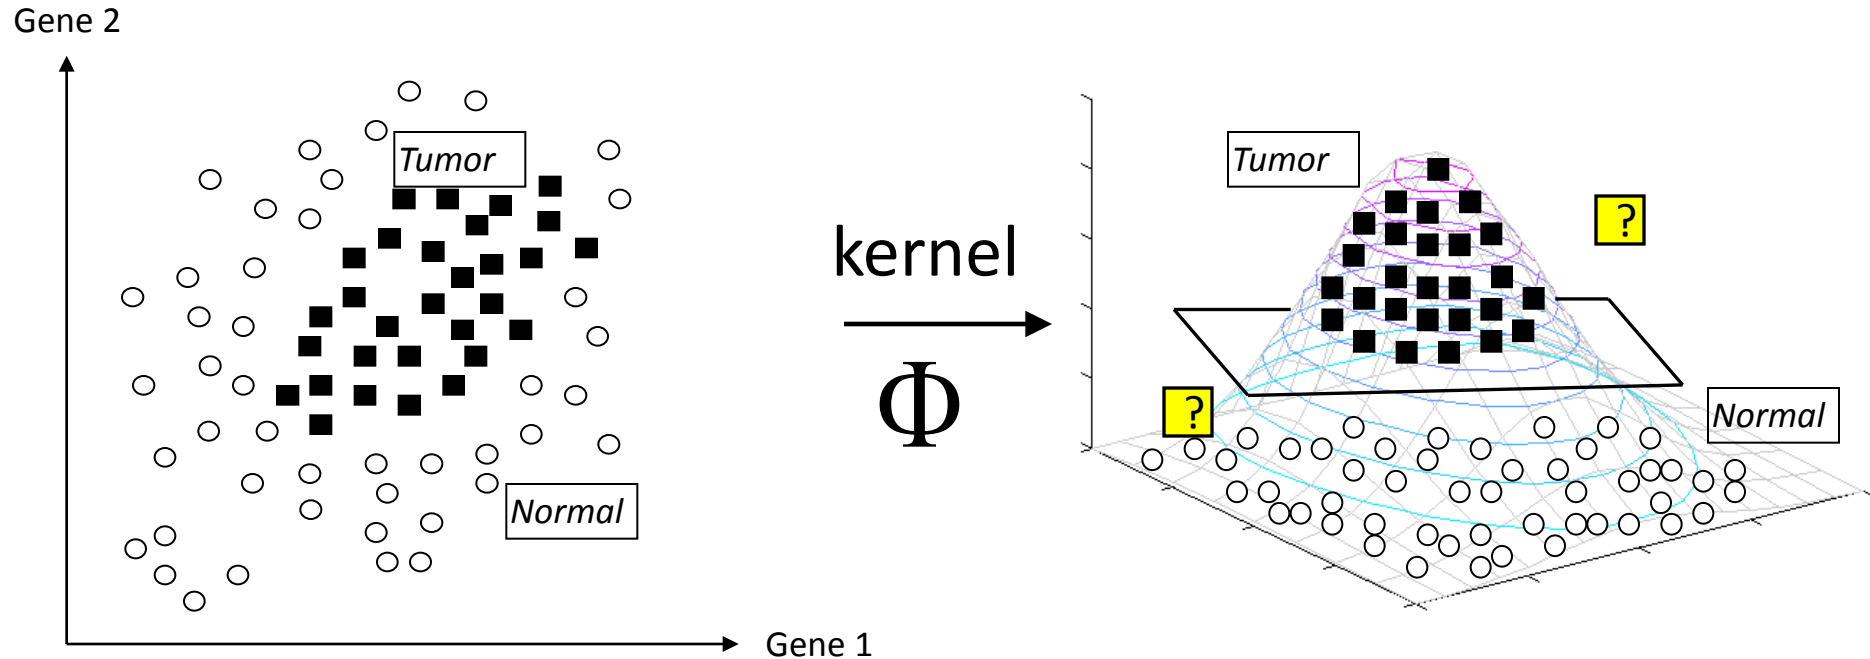 Gene 2
Tumor
Normal
Gene 1
kernel
Φ
Tumor
?
?
Normal